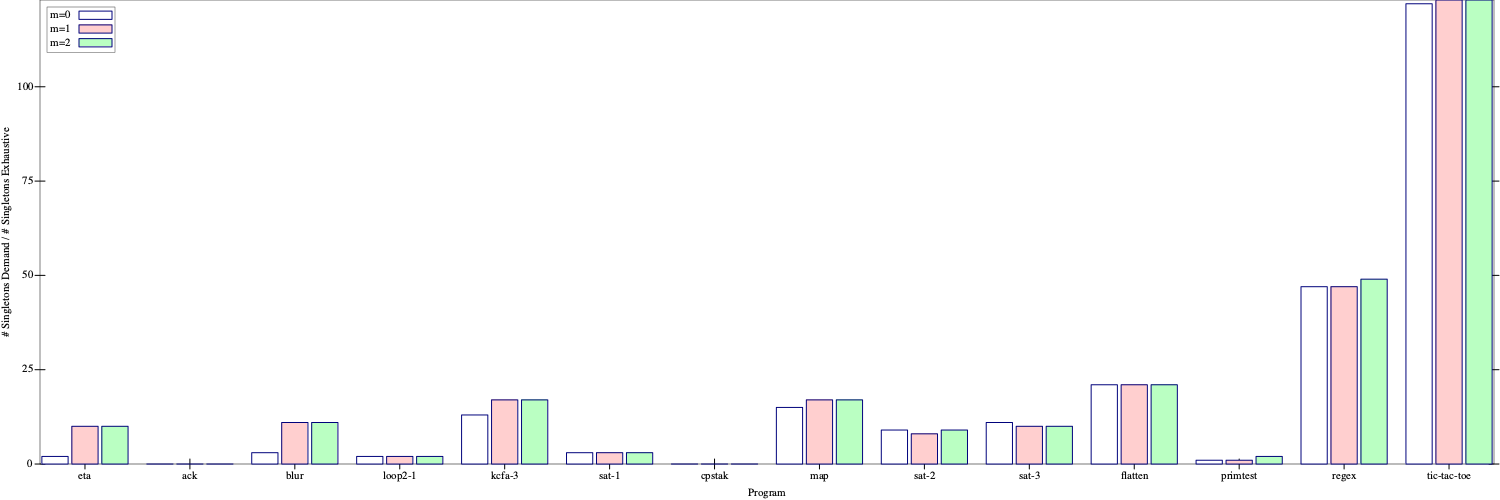 m=0
m=1
m=2
# Singletons Demand / # Singletons Exhaustive
100
75
50
25
0
eta ack blur loop2-1 kcfa-3 sat-1 cpstak map sat-2 sat-3 flatten primtest regex tic-tac-toe
Program